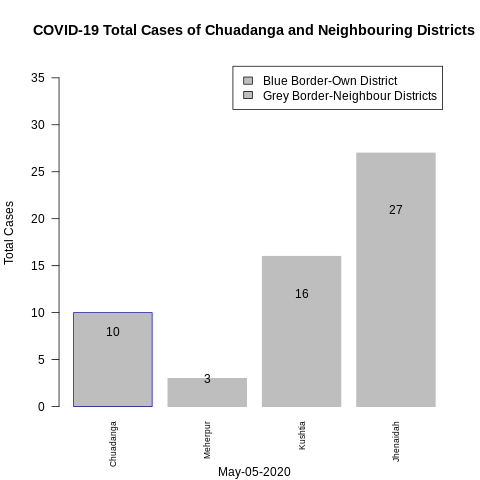 COVID-19 Total Cases of Chuadanga and Neighbouring Districts
Blue Border-Own District
Grey Border-Neighbour Districts
Total Cases
35
30
25
20
15
10
5
0
10
3
16
27
Chuadanga
Meherpur
Kushtia
Jhenaidah
May-05-2020